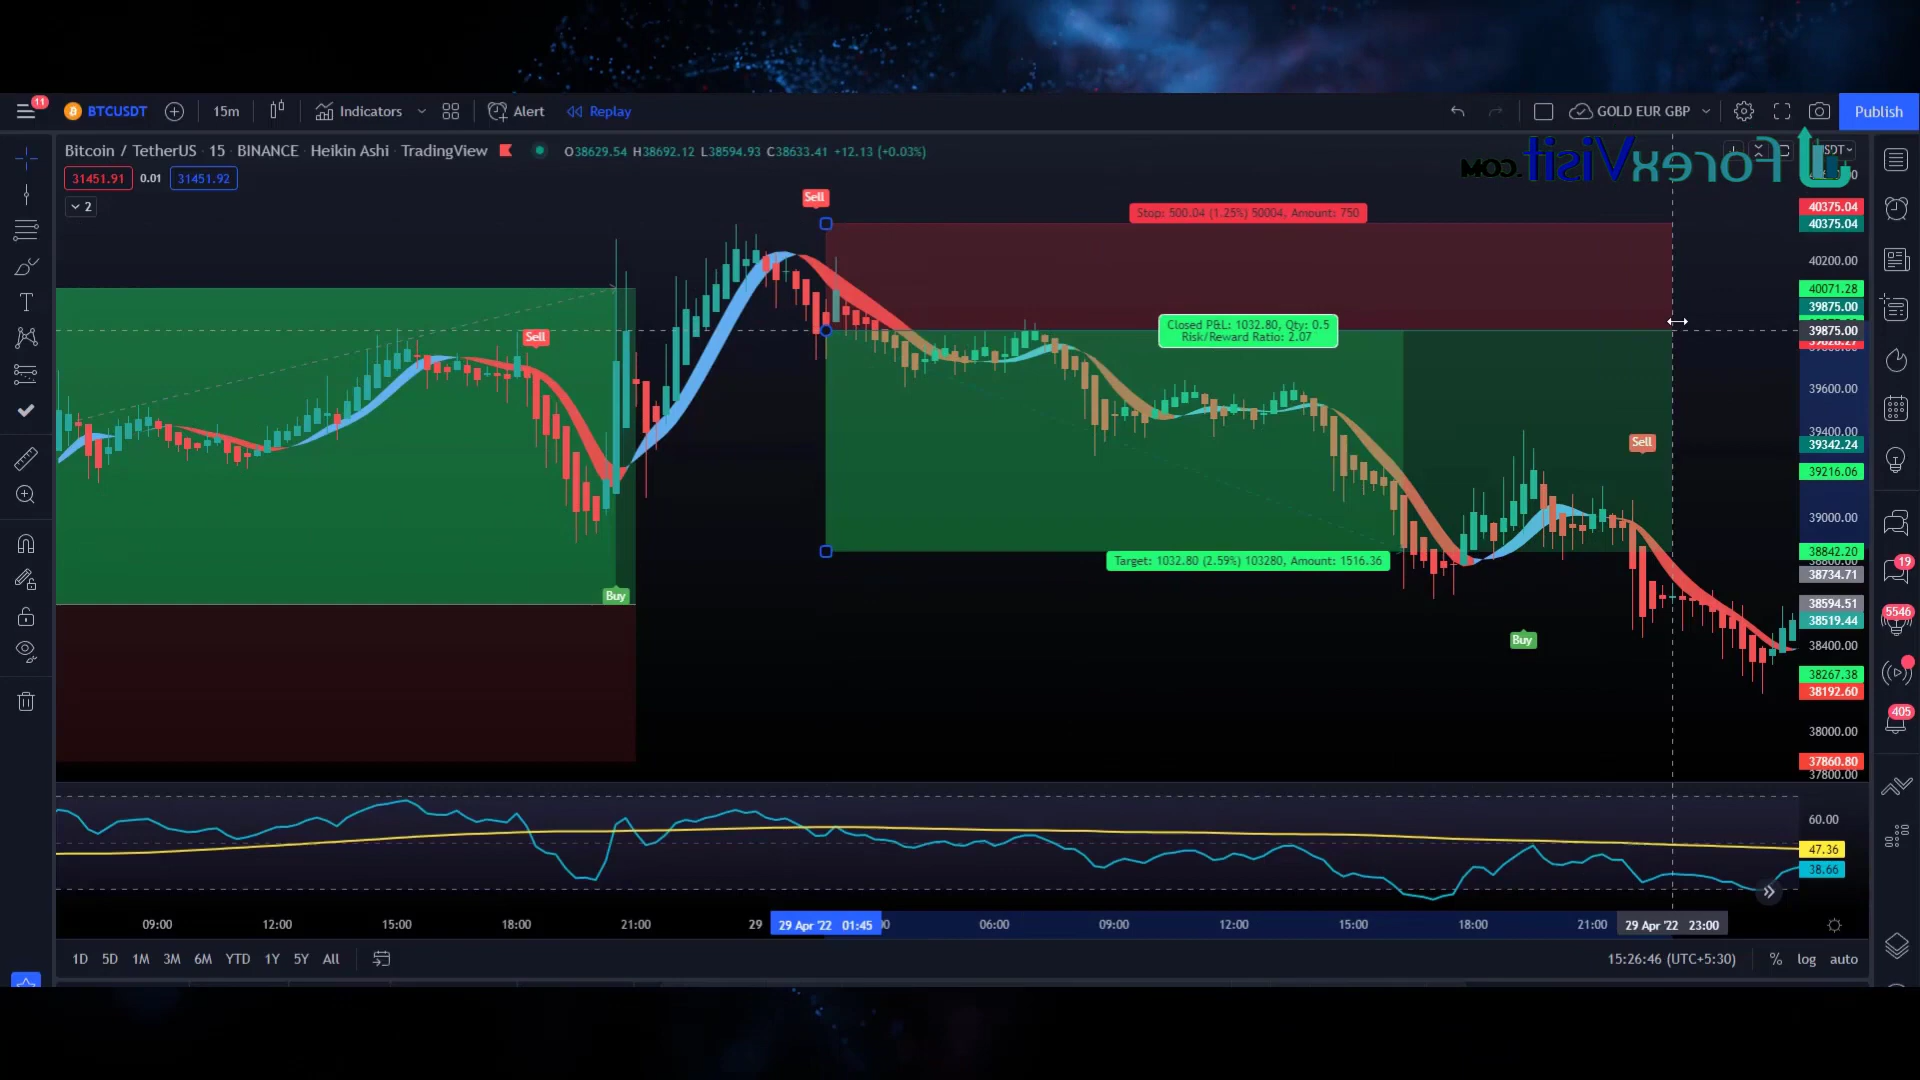 11
BTCUSDT
15m
Indicators
Alert
Replay
GOLD EUR GBP
Publish
Bitcoin / TetherUS · 15 · BINANCE · Heikin Ashi · TradingView
O38629.54 H38692.12 L38594.93 C38633.41 +12.13 (+0.03%)
ForexVisit.COM
31451.91
0.01
31451.92
2
Sell
Stop: 500.04 (1.25%) 50004, Amount: 750
Closed P&L: 1032.80, Qty: 0.5
Risk/Reward Ratio: 2.07
Sell
Sell
Target: 1032.80 (2.59%) 103280, Amount: 1516.36
Buy
Buy
40375.04
40375.04
40200.00
40071.28
39875.00
39875.00
39600.00
39400.00
39342.24
39216.06
39000.00
38842.20
38800.00
38734.71
38594.51
38519.44
38400.00
38267.38
38192.60
38000.00
37860.80
37800.00
19
5546
405
60.00
47.36
38.66
09:00
12:00
15:00
18:00
21:00
29
29 Apr '22 01:45
06:00
09:00
12:00
15:00
18:00
21:00
29 Apr '22 23:00
1D
5D
1M
3M
6M
YTD
1Y
5Y
All
15:26:46 (UTC+5:30)
%
log
auto